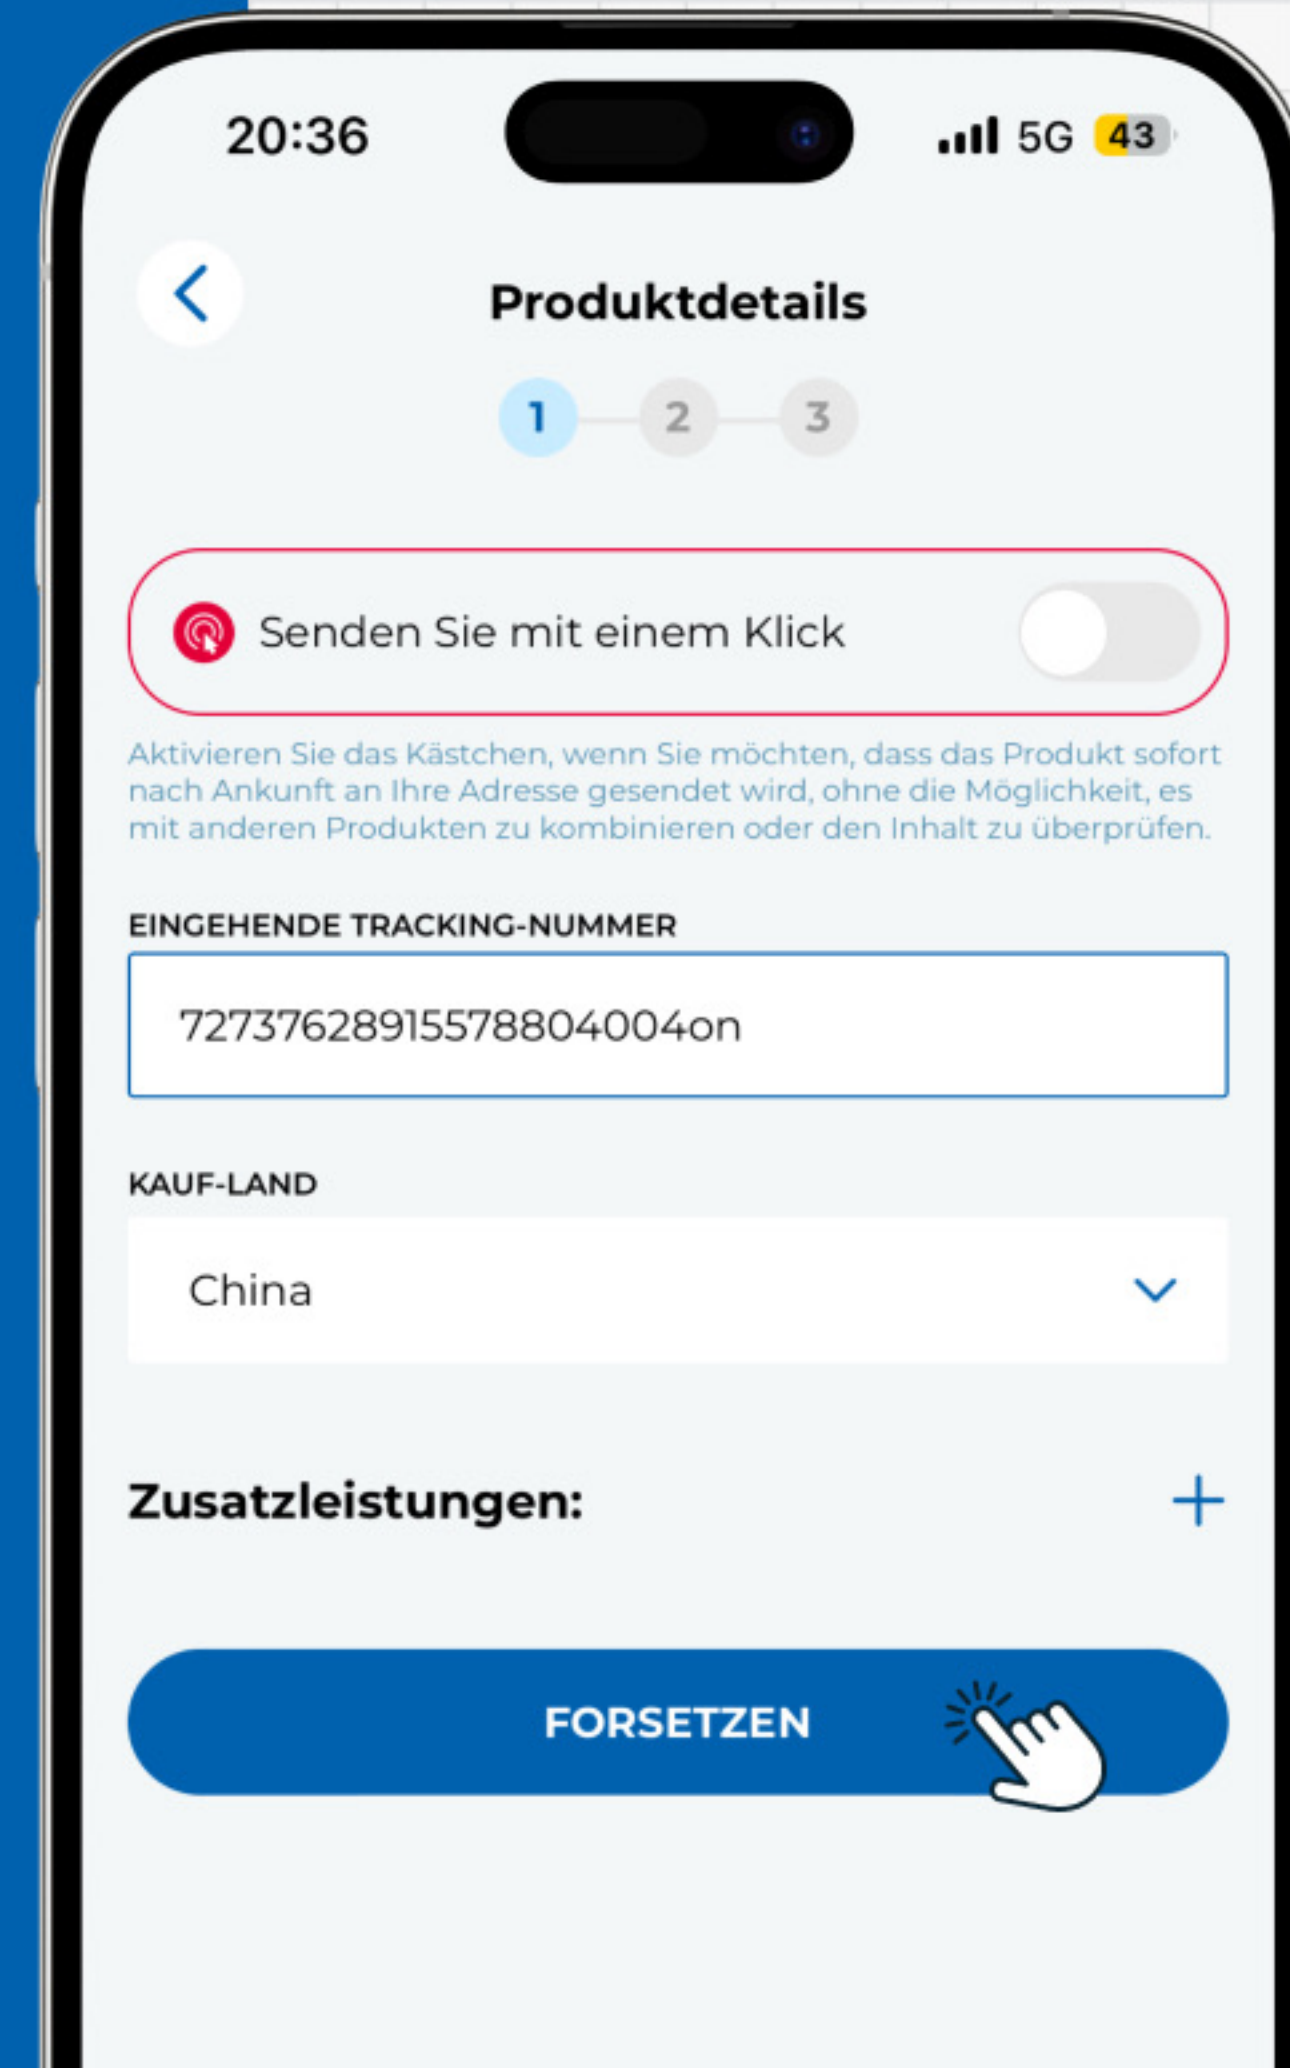 20:36
5G 43
Produktdetails
1 2 3
Senden Sie mit einem Klick
Aktivieren Sie das Kästchen, wenn Sie möchten, dass das Produkt sofort
nach Ankunft an Ihre Adresse gesendet wird, ohne die Möglichkeit, es
mit anderen Produkten zu kombinieren oder den Inhalt zu überprüfen.
EINGEHENDE TRACKING-NUMMER
72737628915578804004on
KAUF-LAND
China
Zusatzleistungen:
FORSETZEN